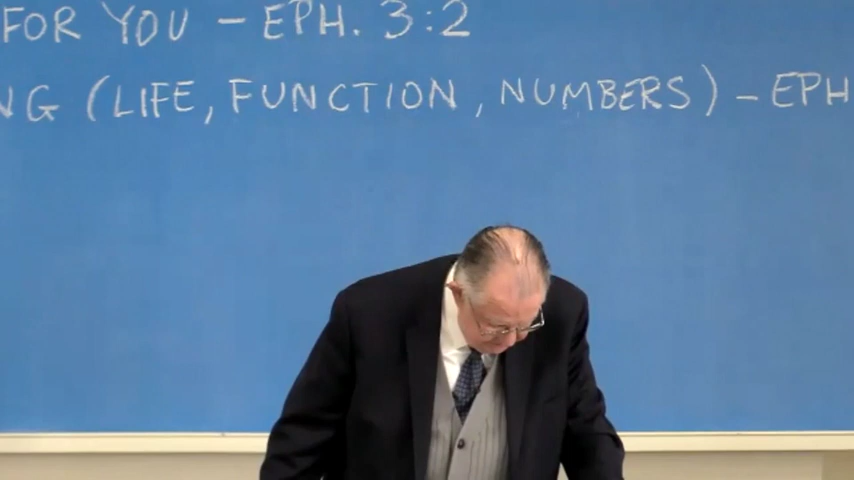 FOR YOU – EPH. 3:2
NG (LIFE, FUNCTION, NUMBERS) – EPH